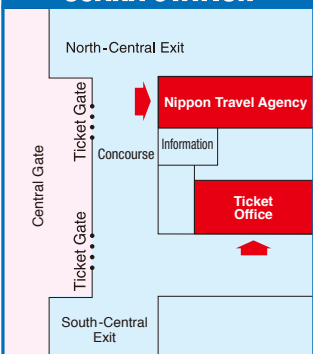 North-Central Exit
Ticket Gate
Nippon Travel Agency
Concourse
Information
Central Gate
Ticket
Office
Ticket Gate
South-Central
Exit